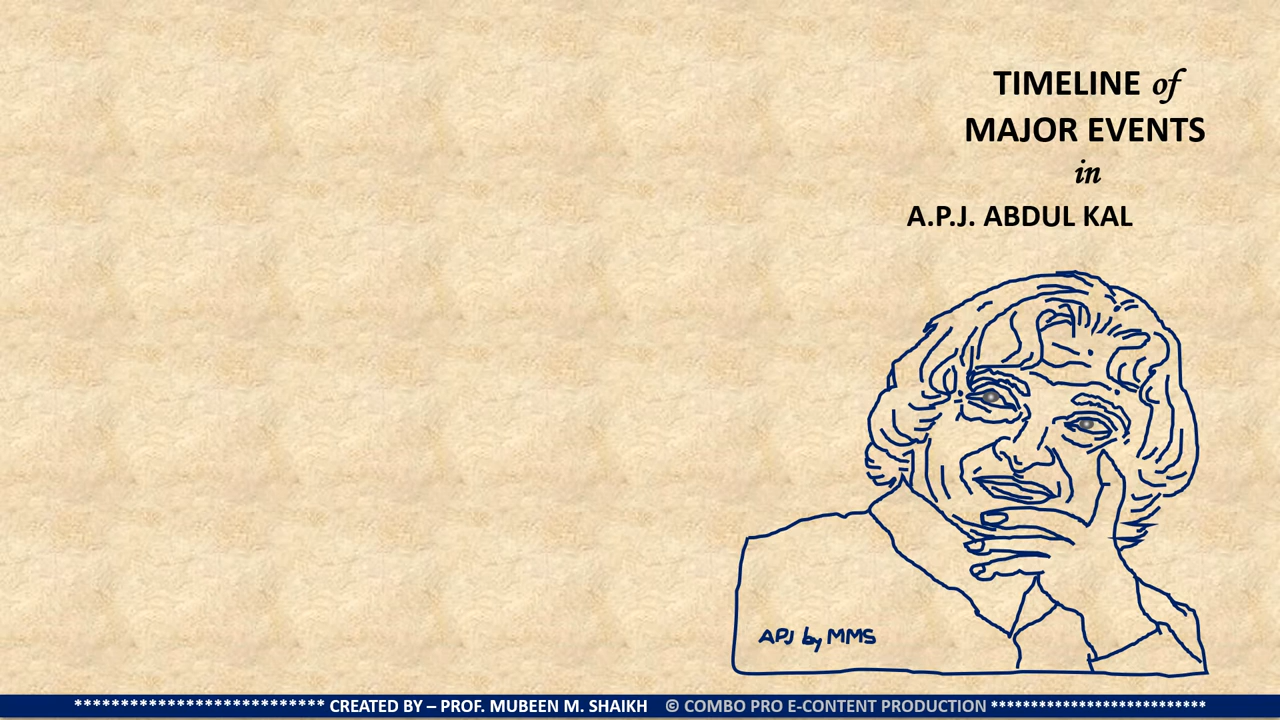 TIMELINE of
MAJOR EVENTS
in
A.P.J. ABDUL KAL
APJ by MMS
*************************** CREATED BY – PROF. MUBEEN M. SHAIKH © COMBO PRO E-CONTENT PRODUCTION ***************************